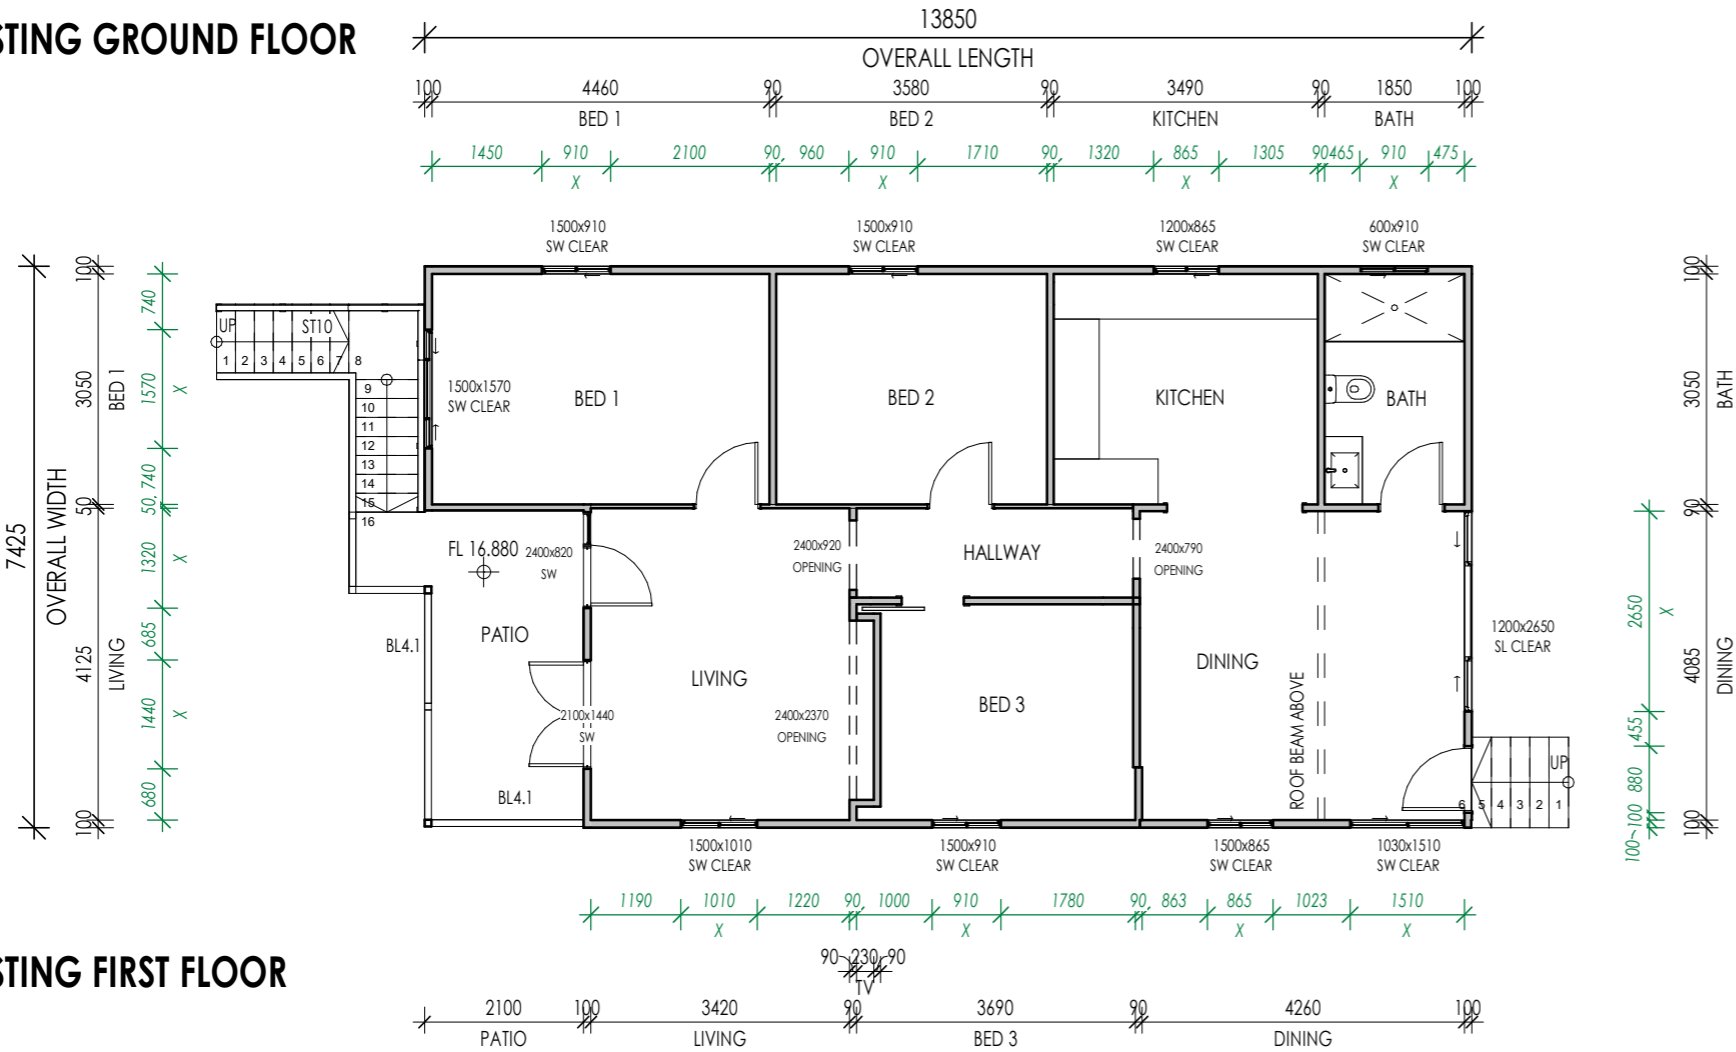 STING GROUND FLOOR
13850
OVERALL LENGTH
100 4460 90 3580 90 3490 90 1850 100
BED 1 BED 2 KITCHEN BATH
1450 910 2100 90, 960 910 1710 90, 1320 865 1305 90 465 910 475
X X X X
1500x910 1500x910 1200x865 600x910
SW CLEAR SW CLEAR SW CLEAR SW CLEAR
7425
OVERALL WIDTH
100 3050 50 4125 100
BED 1 LIVING
740 1570 50, 740 1320 685 1440 680
X X X
UP ST10
1 2 3 4 5 6 7 8
9
10
11
12
13
14
15
16
1500x1570
SW CLEAR
BED 1
BED 2
KITCHEN
BATH
FL 16.880
2400x820
SW
2400x920
OPENING
HALLWAY
2400x790
OPENING
BL4.1
PATIO
LIVING
2100x1440
SW
2400x2370
OPENING
BED 3
DINING
ROOF BEAM ABOVE
BL4.1
1200x2650
SL CLEAR
UP
6 5 4 3 2 1
100 3050 90 4085 100
BATH DINING
2650 455 880 100~100
X
1500x1010 1500x910 1500x865 1030x1510
SW CLEAR SW CLEAR SW CLEAR SW CLEAR
1190 1010 1220 90, 1000 910 1780 90, 863 865 1023 1510
X X X X
90 230 90
TV
STING FIRST FLOOR
2100 100 3420 90 3690 90 4260 100
PATIO LIVING BED 3 DINING